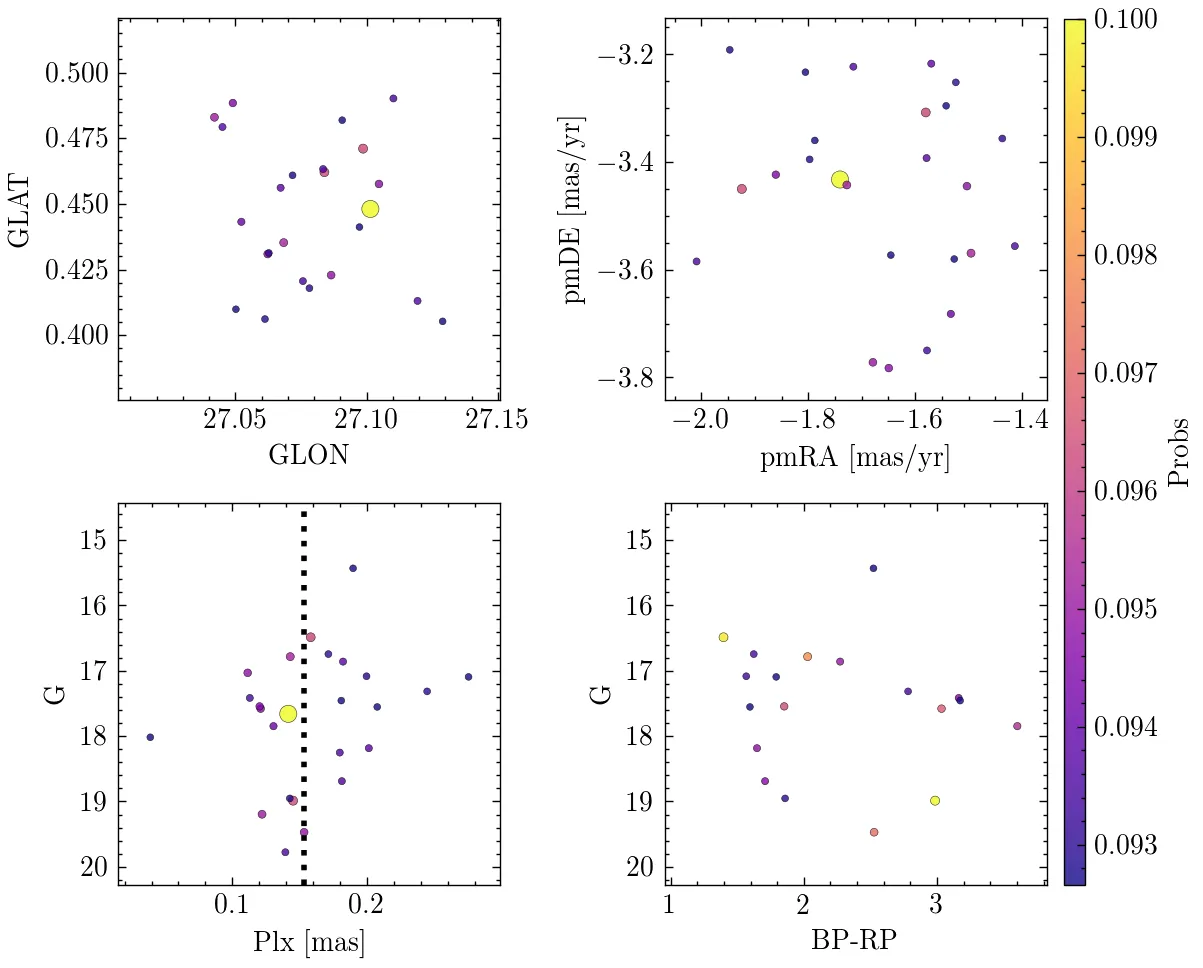 0.500
0.475
0.450
0.425
0.400
GLAT
27.05 27.10 27.15
GLON
−3.2
−3.4
−3.6
−3.8
pmDE [mas/yr]
−2.0 −1.8 −1.6 −1.4
pmRA [mas/yr]
15
16
17
18
19
20
G
0.1 0.2
Plx [mas]
15
16
17
18
19
20
G
1 2 3
BP-RP
0.100
0.099
0.098
0.097
0.096
0.095
0.094
0.093
Probs